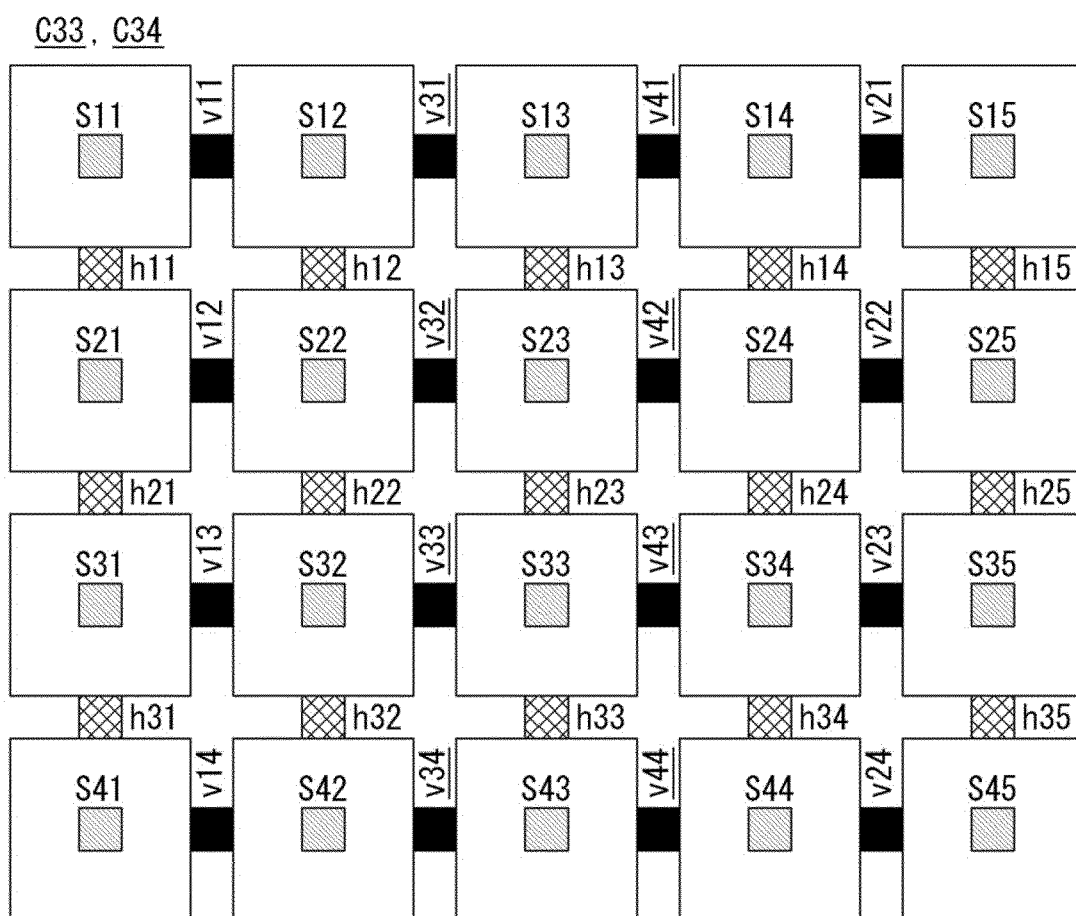 C33, C34
S11 v11 S12 v31 S13 v41 S14 v21 S15
h11 h12 h13 h14 h15
S21 v12 S22 v32 S23 v42 S24 v22 S25
h21 h22 h23 h24 h25
S31 v13 S32 v33 S33 v43 S34 v23 S35
h31 h32 h33 h34 h35
S41 v14 S42 v34 S43 v44 S44 v24 S45